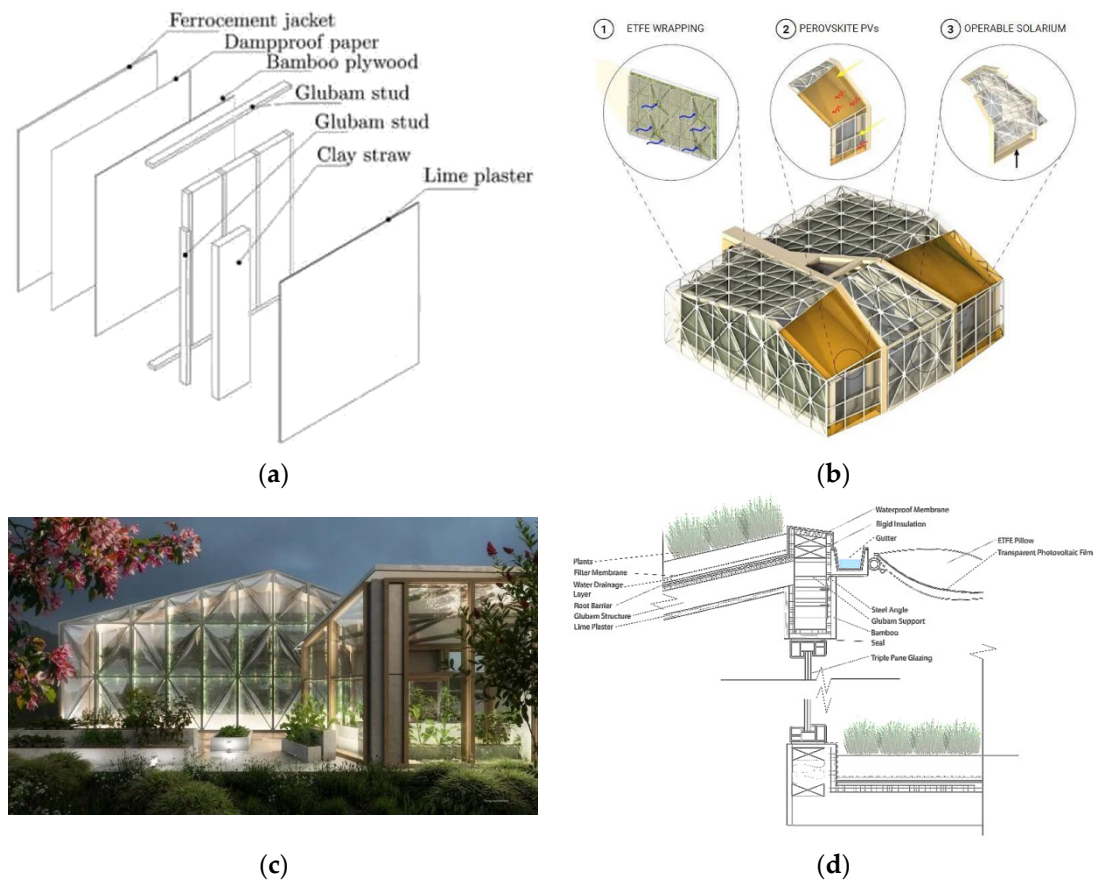 Ferrocement jacket
Dampproof paper
Bamboo plywood
Glubam stud
Glubam stud
Clay straw
Lime plaster
(a)
1 ETFE WRAPPING
2 PEROVSKITE PVs
3 OPERABLE SOLARIUM
(b)
(c)
Waterproof Membrane
Rigid Insulation
Gutter
ETFE Pillow
Transparent Photovoltaic Film
Plants
Filter Membrane
Water Drainage
Layer
Root Barrier
Glubam Structure
Lime Plaster
Steel Angle
Glubam Support
Bamboo
Seal
Triple Pane Glazing
(d)